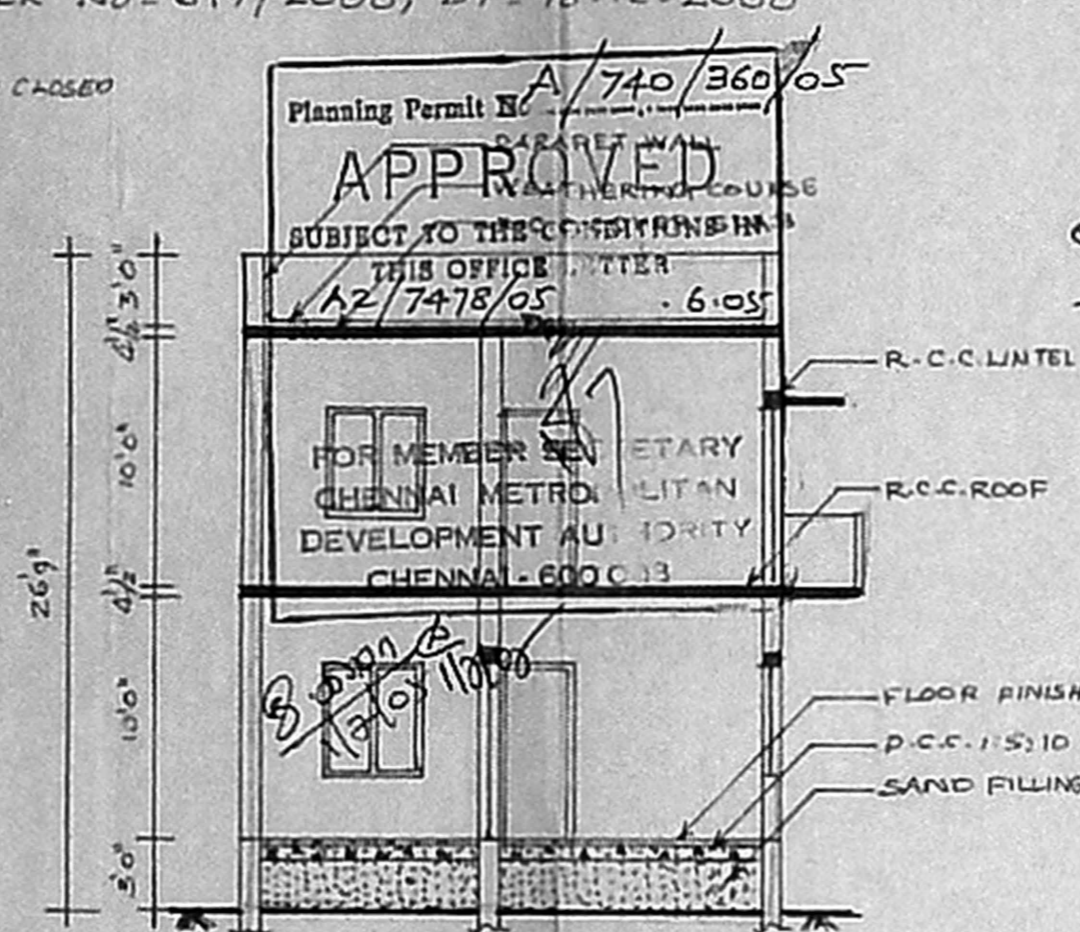 CLOSED
A/740/360/05
Planning Permit No
PARAPET WALL
APPROVED
WEATHERING COURSE
SUBJECT TO THE CONDITIONS IN
THIS OFFICE LETTER
A2/7478/05 .6.05
3'0"
4½"
R.C.C. LINTEL
10'0"
FOR MEMBER SECRETARY
CHENNAI METROPOLITAN
R.C.C. ROOF
DEVELOPMENT AUTHORITY
CHENNAI - 600 003
26'9"
4½"
10'0"
FLOOR FINISH
P.C.C. 1:5:10
SAND FILLING
3'0"